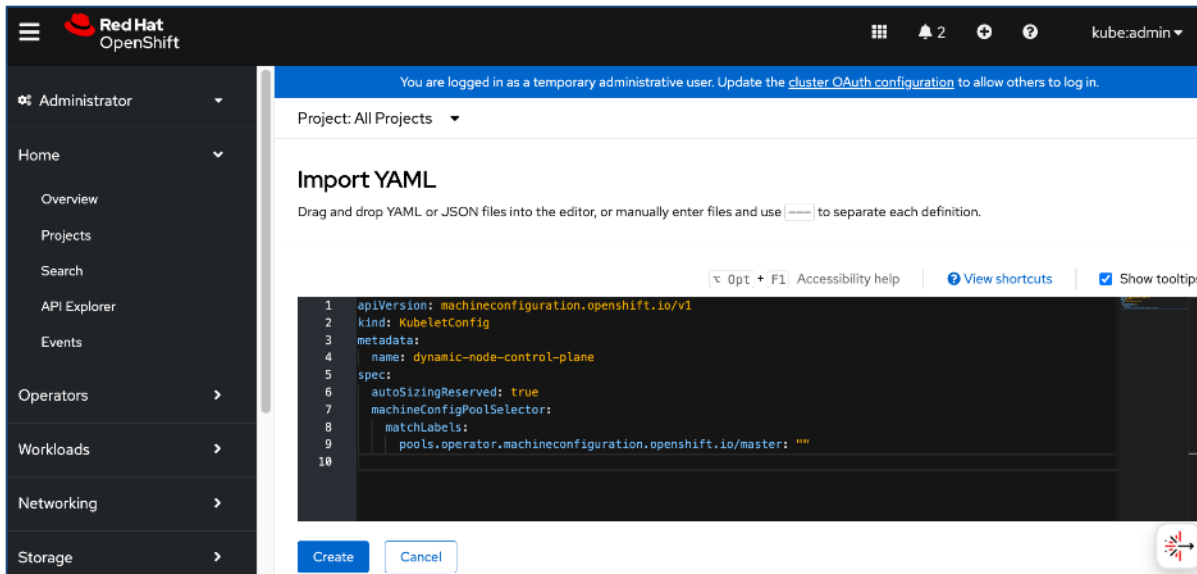 Red Hat
OpenShift
2
kube:admin
You are logged in as a temporary administrative user. Update the cluster OAuth configuration to allow others to log in.
Administrator
Home
Overview
Projects
Search
API Explorer
Events
Operators
Workloads
Networking
Storage
Project: All Projects
Import YAML
Drag and drop YAML or JSON files into the editor, or manually enter files and use --- to separate each definition.
⌥ Opt + F1 Accessibility help
View shortcuts
Show tooltips
1 apiVersion: machineconfiguration.openshift.io/v1
2 kind: KubeletConfig
3 metadata:
4   name: dynamic-node-control-plane
5 spec:
6   autoSizingReserved: true
7   machineConfigPoolSelector:
8     matchLabels:
9       pools.operator.machineconfiguration.openshift.io/master: ""
10
Create
Cancel